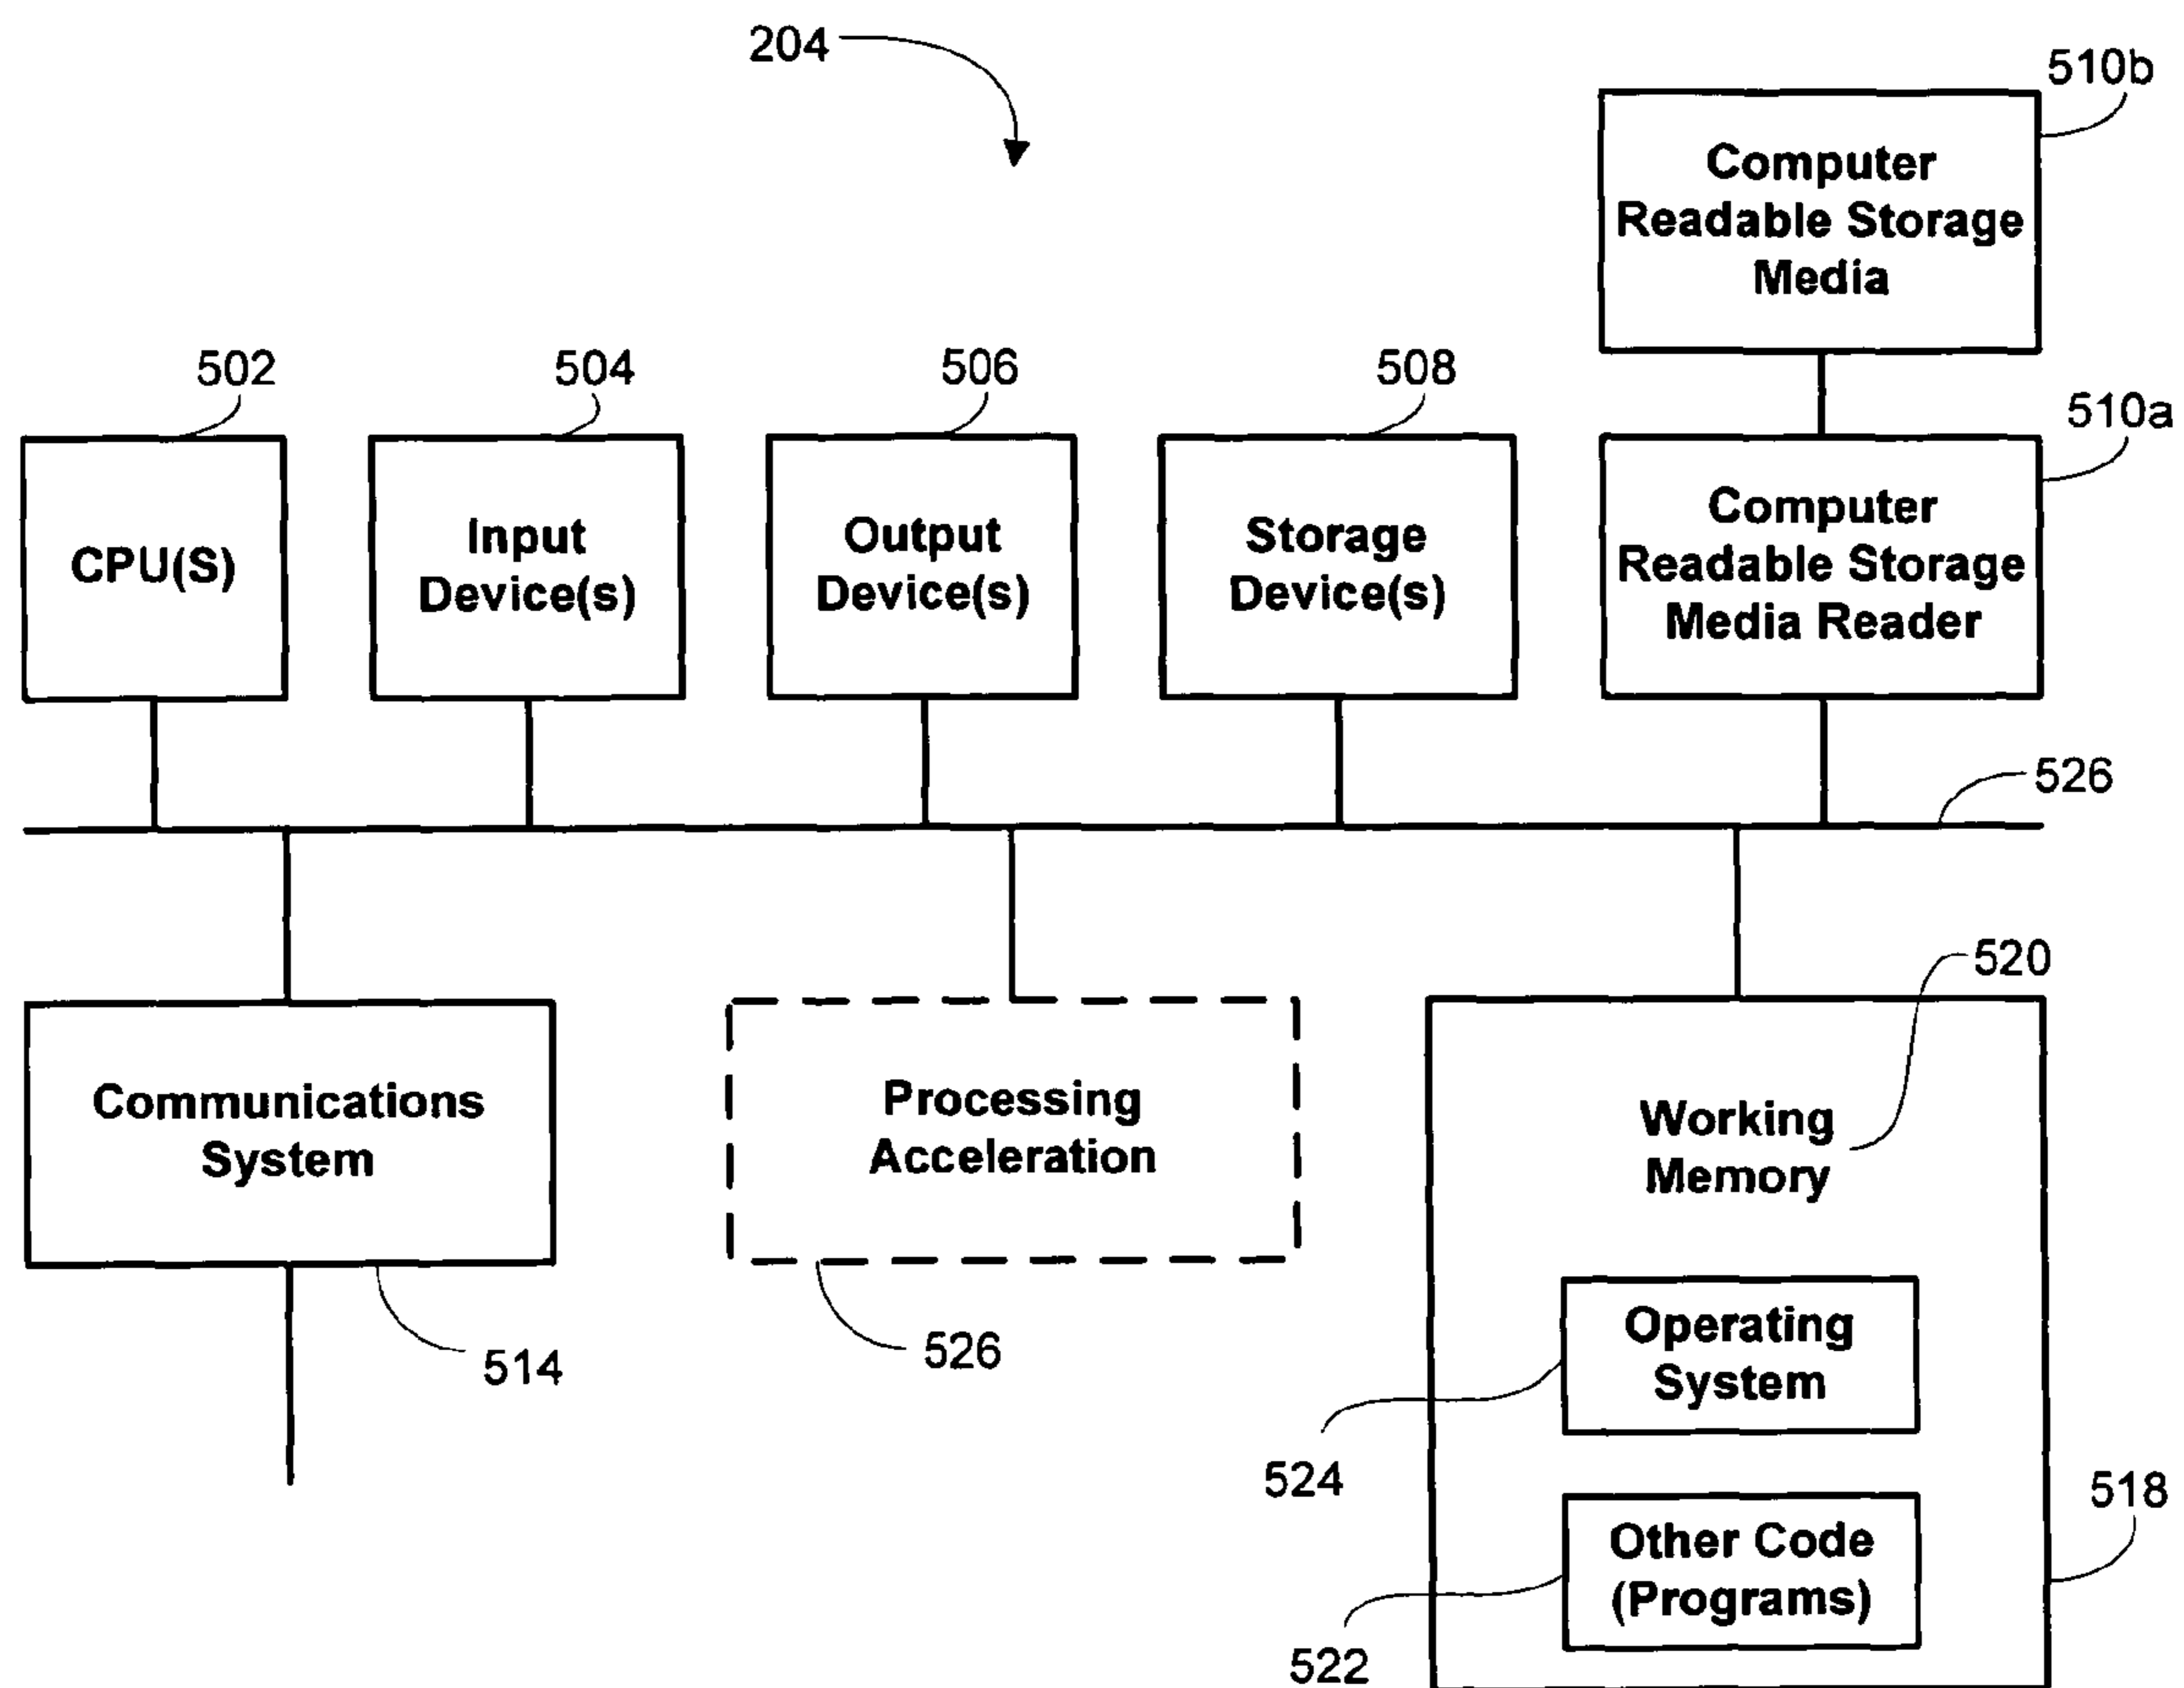 204
510b
Computer
Readable Storage
Media
502
504
506
508
510a
CPU(S)
Input
Device(s)
Output
Device(s)
Storage
Device(s)
Computer
Readable Storage
Media Reader
526
520
Communications
System
Processing
Acceleration
Working
Memory
514
526
Operating
System
524
518
Other Code
(Programs)
522